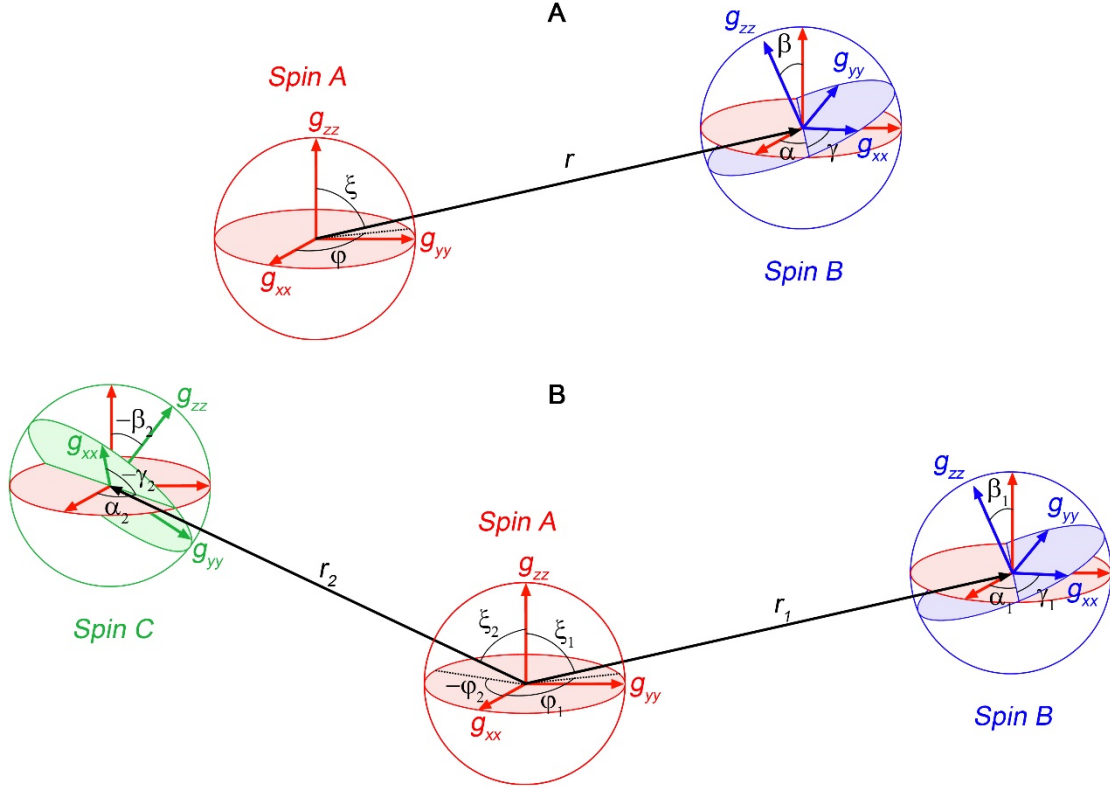 A
g_zz
β
g_yy
Spin A
g_zz
α
γ
g_xx
r
ξ
g_yy
φ
g_xx
Spin B
B
g_zz
−β_2
g_xx
−γ_2
α_2
g_yy
Spin C
r_2
Spin A
g_zz
ξ_2
ξ_1
−φ_2
φ_1
g_yy
g_xx
r_1
g_zz
β_1
g_yy
α_1
γ_1
g_xx
Spin B